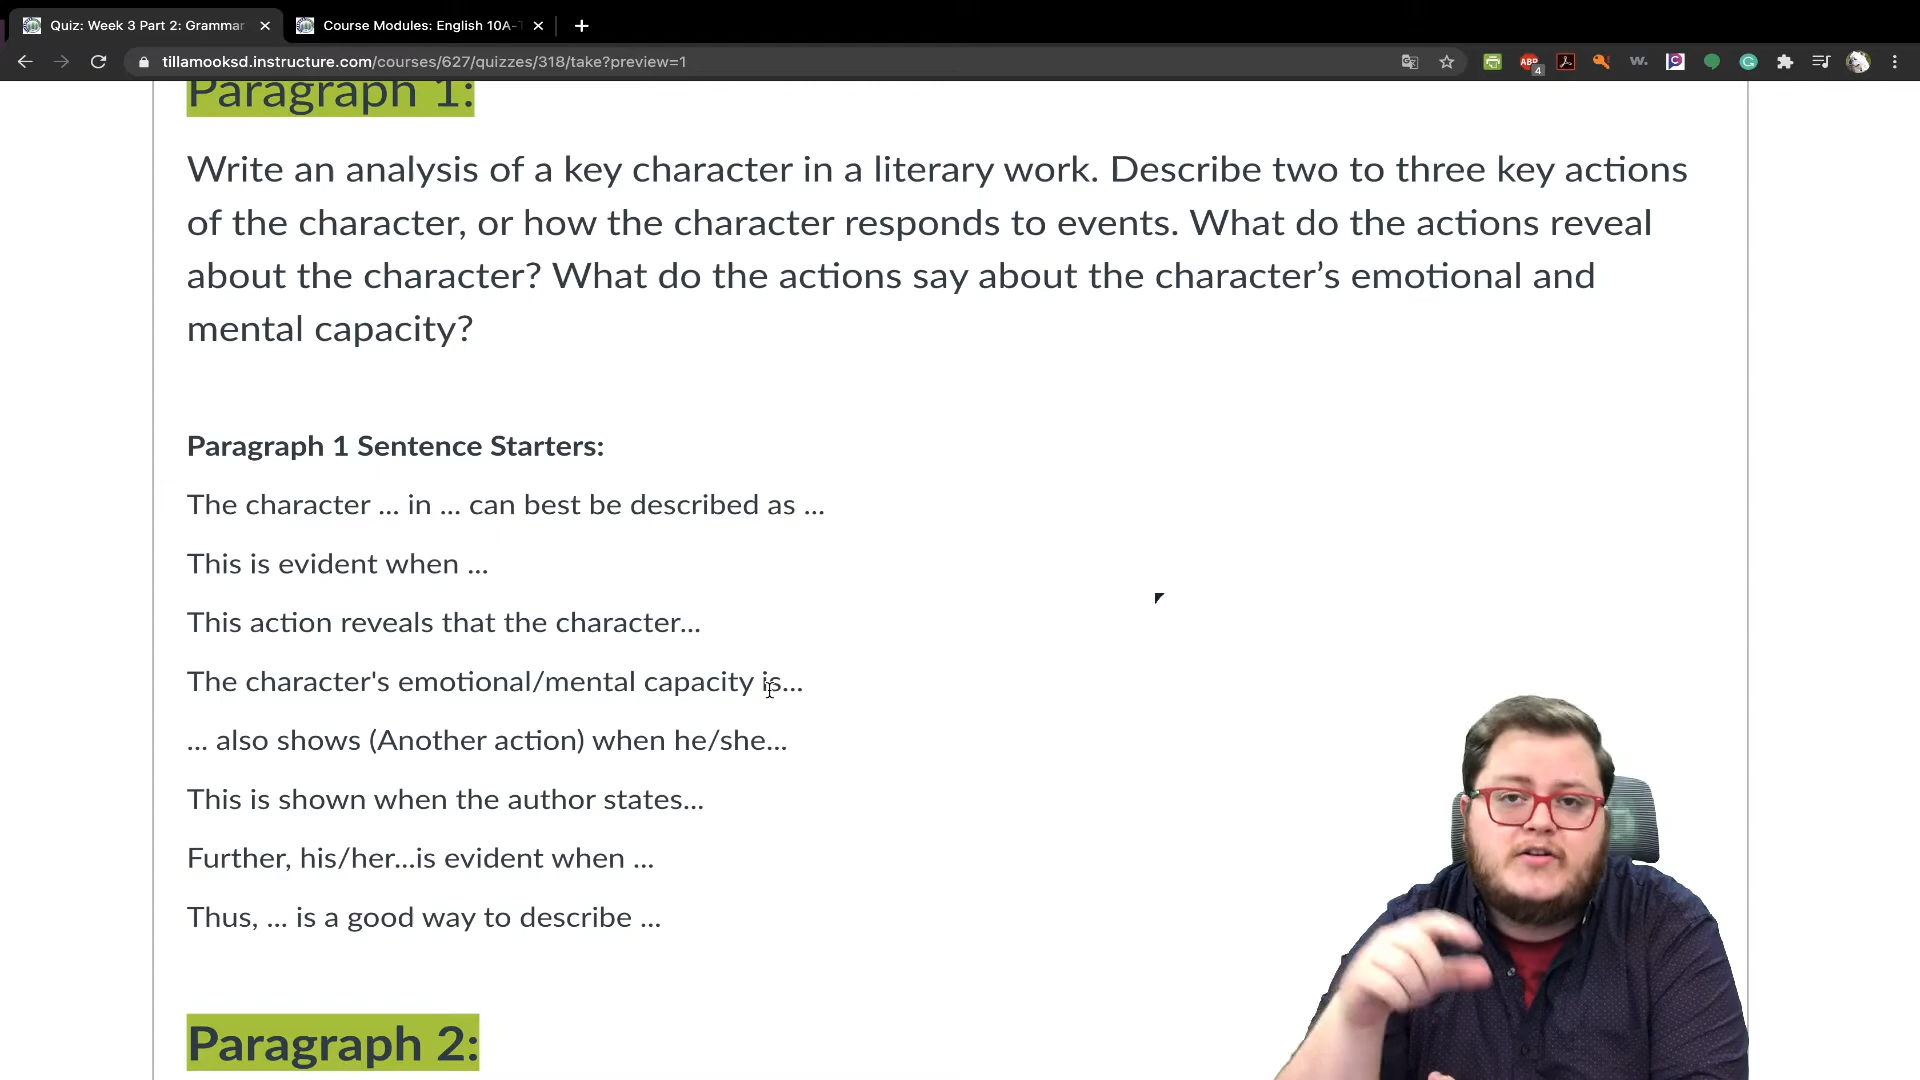 Quiz: Week 3 Part 2: Grammar
Course Modules: English 10A-
tillamooksd.instructure.com/courses/627/quizzes/318/take?preview=1
ABP
4
w.
Paragraph 1:
Write an analysis of a key character in a literary work. Describe two to three key actions
of the character, or how the character responds to events. What do the actions reveal
about the character? What do the actions say about the character’s emotional and
mental capacity?
Paragraph 1 Sentence Starters:
The character ... in ... can best be described as ...
This is evident when ...
This action reveals that the character...
The character's emotional/mental capacity is...
... also shows (Another action) when he/she...
This is shown when the author states...
Further, his/her...is evident when ...
Thus, ... is a good way to describe ...
Paragraph 2: